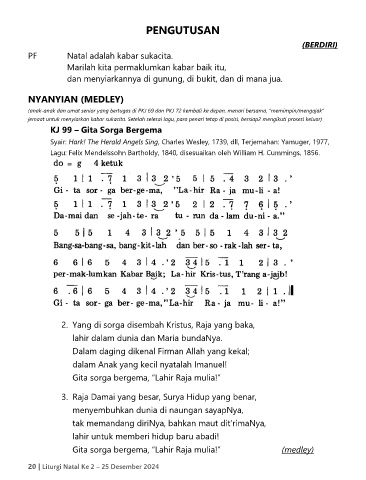 PENGUTUSAN
(BERDIRI)
PF Natal adalah kabar sukacita.
Marilah kita permaklumkan kabar baik itu,
dan menyiarkannya di gunung, di bukit, dan di mana jua.
NYANYIAN (MEDLEY)
(anak-anak dan umat senior yang bertugas di PKJ 69 dan PKJ 72 kembali ke depan, menari bersama, "memimpin/mengajak"
jemaat untuk menyiarkan kabar sukacita. Setelah selesai lagu, para penari tetap di posisi, bersiap2 mengikuti prosesi keluar)
KJ 99 – Gita Sorga Bergema
Syair: Hark! The Herald Angels Sing, Charles Wesley, 1739, dll, Terjemahan: Yamuger, 1977,
Lagu: Felix Mendelssohn Bartholdy, 1840, disesuaikan oleh William H. Cummings, 1856.
do = g 4 ketuk
5 1 | 1 . 7 1 3 | 3 2 ' 5 5 | 5 . 4 3 2 | 3 . '
Gi - ta sor - ga ber-ge-ma, "La-hir Ra - ja mu-li - a!
5 1 | 1 . 7 1 3 | 3 2 ' 5 2 | 2 . 7 7 6 | 5 . '
Da-mai dan se-jah-te-ra tu - run da-lam du-ni-a."
5 5 | 5 1 4 3 | 3 2 ' 5 5 | 5 1 4 3 | 3 2
Bang-sa-bang-sa, bang-kit-lah dan ber-so-rak-lah ser-ta,
6 6 | 6 5 4 3 | 4 . ' 2 3 4 | 5 . 1 1 2 | 3 . '
per-mak-lum-kan Kabar Baik; La-hir Kris-tus, T'rang a-jaib!
6 . 6 | 6 5 4 3 | 4 . ' 2 3 4 | 5 . 1 1 2 | 1 .
Gi - ta sor-ga ber-ge-ma,"La-hir Ra - ja mu-li-a!"
2. Yang di sorga disembah Kristus, Raja yang baka,
lahir dalam dunia dan Maria bundaNya.
Dalam daging dikenal Firman Allah yang kekal;
dalam Anak yang kecil nyatalah Imanuel!
Gita sorga bergema, "Lahir Raja mulia!"
3. Raja Damai yang besar, Surya Hidup yang benar,
menyembuhkan dunia di naungan sayapNya,
tak memandang diriNya, bahkan maut dit'rimaNya,
lahir untuk memberi hidup baru abadi!
Gita sorga bergema, "Lahir Raja mulia!" (medley)
20 | Liturgi Natal Ke 2 – 25 Desember 2024